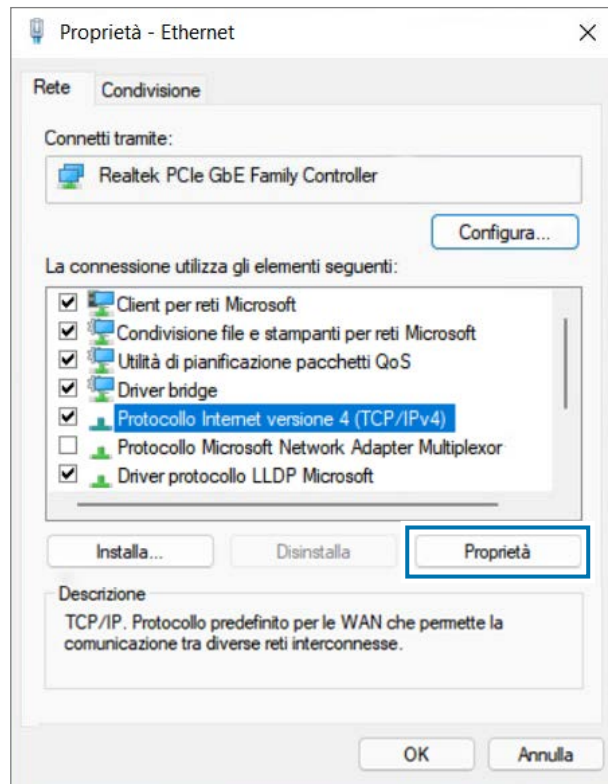 Proprietà - Ethernet
Rete
Condivisione
Connetti tramite:
Realtek PCIe GbE Family Controller
Configura...
La connessione utilizza gli elementi seguenti:
Client per reti Microsoft
Condivisione file e stampanti per reti Microsoft
Utilità di pianificazione pacchetti QoS
Driver bridge
Protocollo Internet versione 4 (TCP/IPv4)
Protocollo Microsoft Network Adapter Multiplexor
Driver protocollo LLDP Microsoft
Installa...
Disinstalla
Proprietà
Descrizione
TCP/IP. Protocollo predefinito per le WAN che permette la
comunicazione tra diverse reti interconnesse.
OK
Annulla